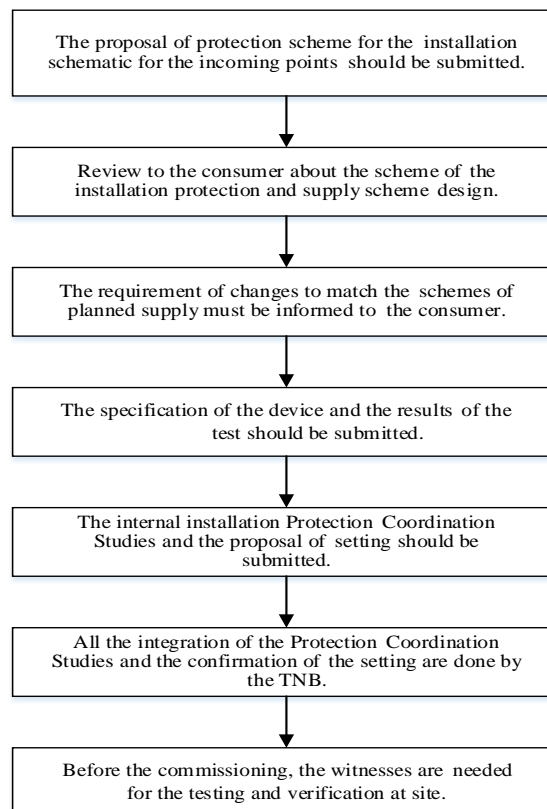 The proposal of protection scheme for the installation
schematic for the incoming points should be submitted.
Review to the consumer about the scheme of the
installation protection and supply scheme design.
The requirement of changes to match the schemes of
planned supply must be informed to the consumer.
The specification of the device and the results of the
test should be submitted.
The internal installation Protection Coordination
Studies and the proposal of setting should be
submitted.
All the integration of the Protection Coordination
Studies and the confirmation of the setting are done by
the TNB.
Before the commissioning, the witnesses are needed
for the testing and verification at site.